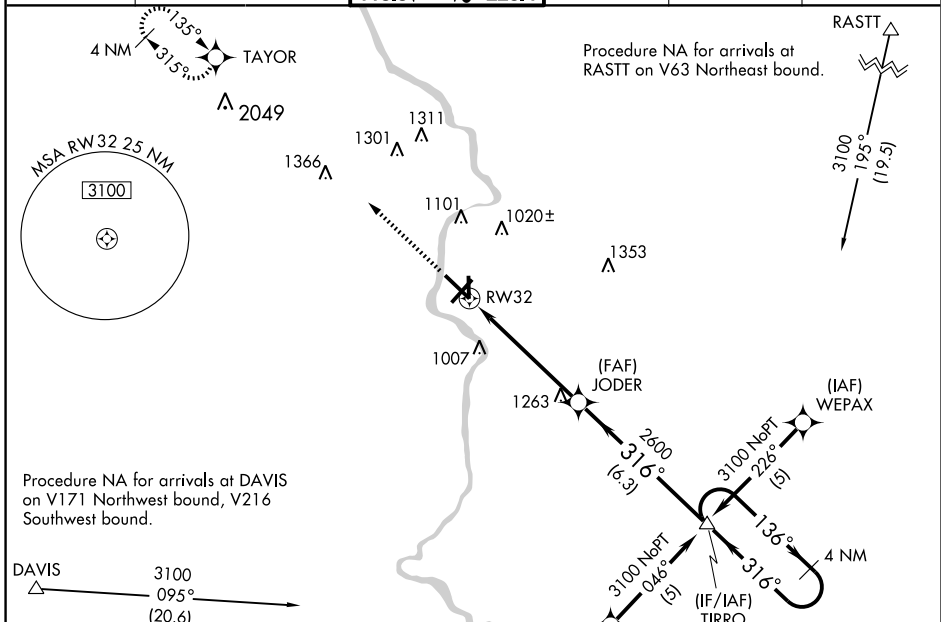 135°
4 NM
315°
TAYOR
2049
RASTT
Procedure NA for arrivals at
RASTT on V63 Northeast bound.
1311
1301
1366
MSA RW32 25 NM
3100
3100
195°
(19.5)
1101
1020±
1353
RW32
1007
(FAF)
JODER
1263
(IAF)
WEPAX
2600
316°
(6.3)
3100 NoPT
226°
(5)
Procedure NA for arrivals at DAVIS
on V171 Northwest bound, V216
Southwest bound.
136°
4 NM
316°
3100 NoPT
046°
(5)
DAVIS
3100
095°
(20.6)
(IF/IAF)
TIRRO